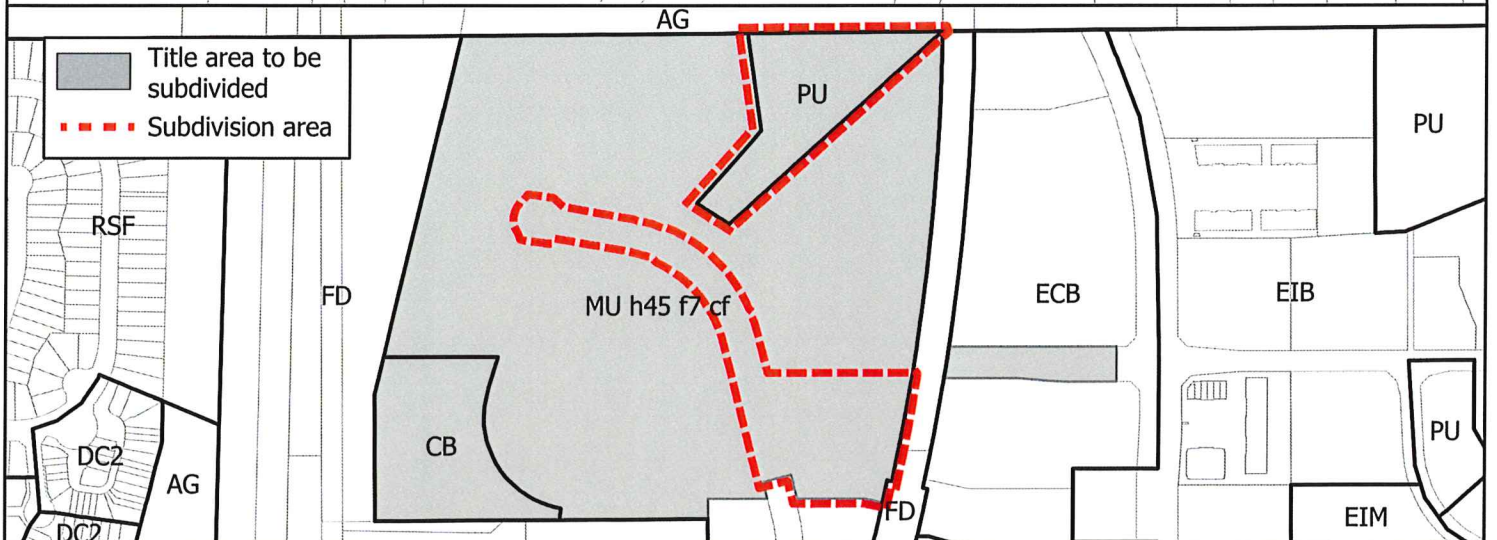 AG
Title area to be
subdivided
Subdivision area
PU
PU
RSF
FD
MU h45 f7 cf
ECB
EIB
CB
DC2
AG
PU
FD
EIM
DC2